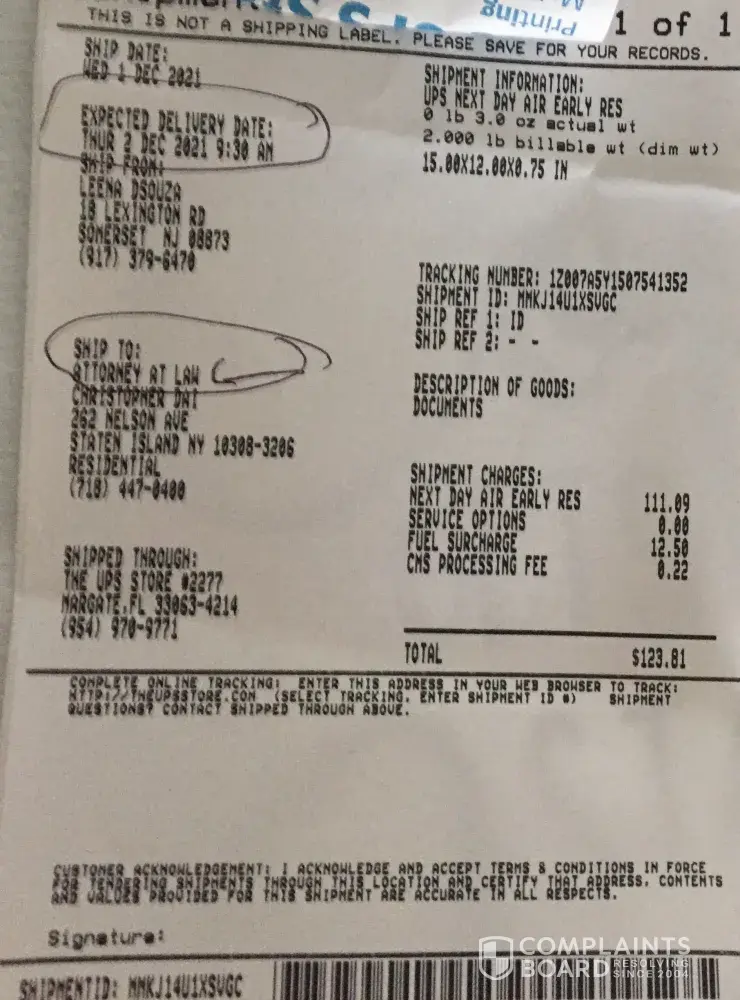 Printing
1 of 1
THIS IS NOT A SHIPPING LABEL. PLEASE SAVE FOR YOUR RECORDS.
SHIP DATE:
WED 1 DEC 2021
EXPECTED DELIVERY DATE:
THUR 2 DEC 2021 9:30 AM
SHIP FROM:
LEENA DSOUZA
18 LEXINGTON RD
SOMERSET NJ 08873
(917) 379-6470
SHIP TO:
ATTORNEY AT LAW
CHRISTOPHER DAI
262 NELSON AVE
STATEN ISLAND NY 10308-3206
RESIDENTIAL
(718) 447-0400
SHIPPED THROUGH:
THE UPS STORE #2277
MARGATE,FL 33063-4214
(954) 970-9771
SHIPMENT INFORMATION:
UPS NEXT DAY AIR EARLY RES
0 lb 3.0 oz actual wt
2.000 lb billable wt (dim wt)
15.00X12.00X0.75 IN
TRACKING NUMBER: 1Z007A5Y1507541352
SHIPMENT ID: MMKJ14U1XSVGC
SHIP REF 1: ID
SHIP REF 2: - -
DESCRIPTION OF GOODS:
DOCUMENTS
SHIPMENT CHARGES:
NEXT DAY AIR EARLY RES 111.09
SERVICE OPTIONS 0.00
FUEL SURCHARGE 12.50
CMS PROCESSING FEE 0.22
TOTAL $123.81
COMPLETE ONLINE TRACKING: ENTER THIS ADDRESS IN YOUR WEB BROWSER TO TRACK:
HTTP://THEUPSSTORE.COM (SELECT TRACKING, ENTER SHIPMENT ID #) SHIPMENT
QUESTIONS? CONTACT SHIPPED THROUGH ABOVE.
CUSTOMER ACKNOWLEDGEMENT: I ACKNOWLEDGE AND ACCEPT TERMS & CONDITIONS IN FORCE
FOR TENDERING SHIPMENTS THROUGH THIS LOCATION AND CERTIFY THAT ADDRESS, CONTENTS
AND VALUES PROVIDED FOR THIS SHIPMENT ARE ACCURATE IN ALL RESPECTS.
Signature:
SHIPMENTID: MMKJ14U1XSVGC
COMPLAINTS
BOARD RESOLVING
SINCE 2004